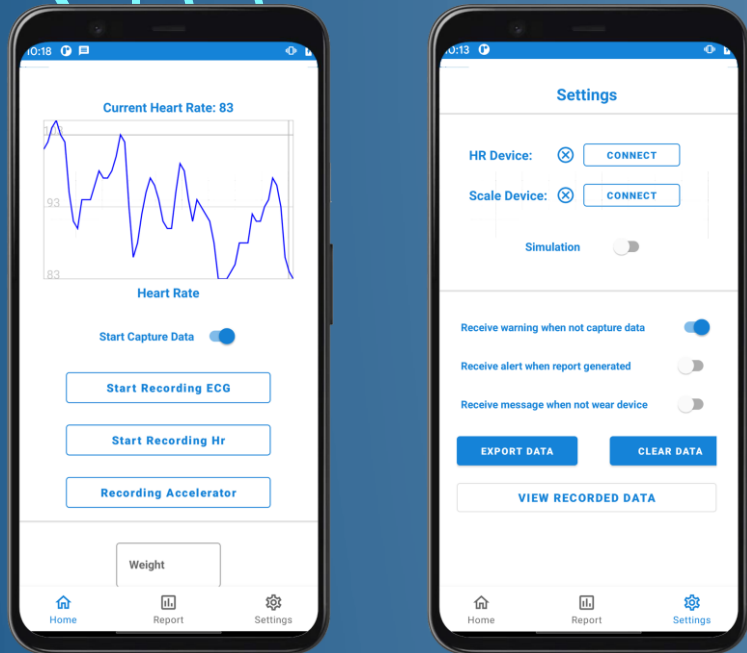 10:18
Current Heart Rate: 83
93
83
Heart Rate
Start Capture Data
Start Recording ECG
Start Recording Hr
Recording Accelerator
Weight
Home
Report
Settings
0:13
Settings
HR Device:
CONNECT
Scale Device:
CONNECT
Simulation
Receive warning when not capture data
Receive alert when report generated
Receive message when not wear device
EXPORT DATA
CLEAR DATA
VIEW RECORDED DATA
Home
Report
Settings